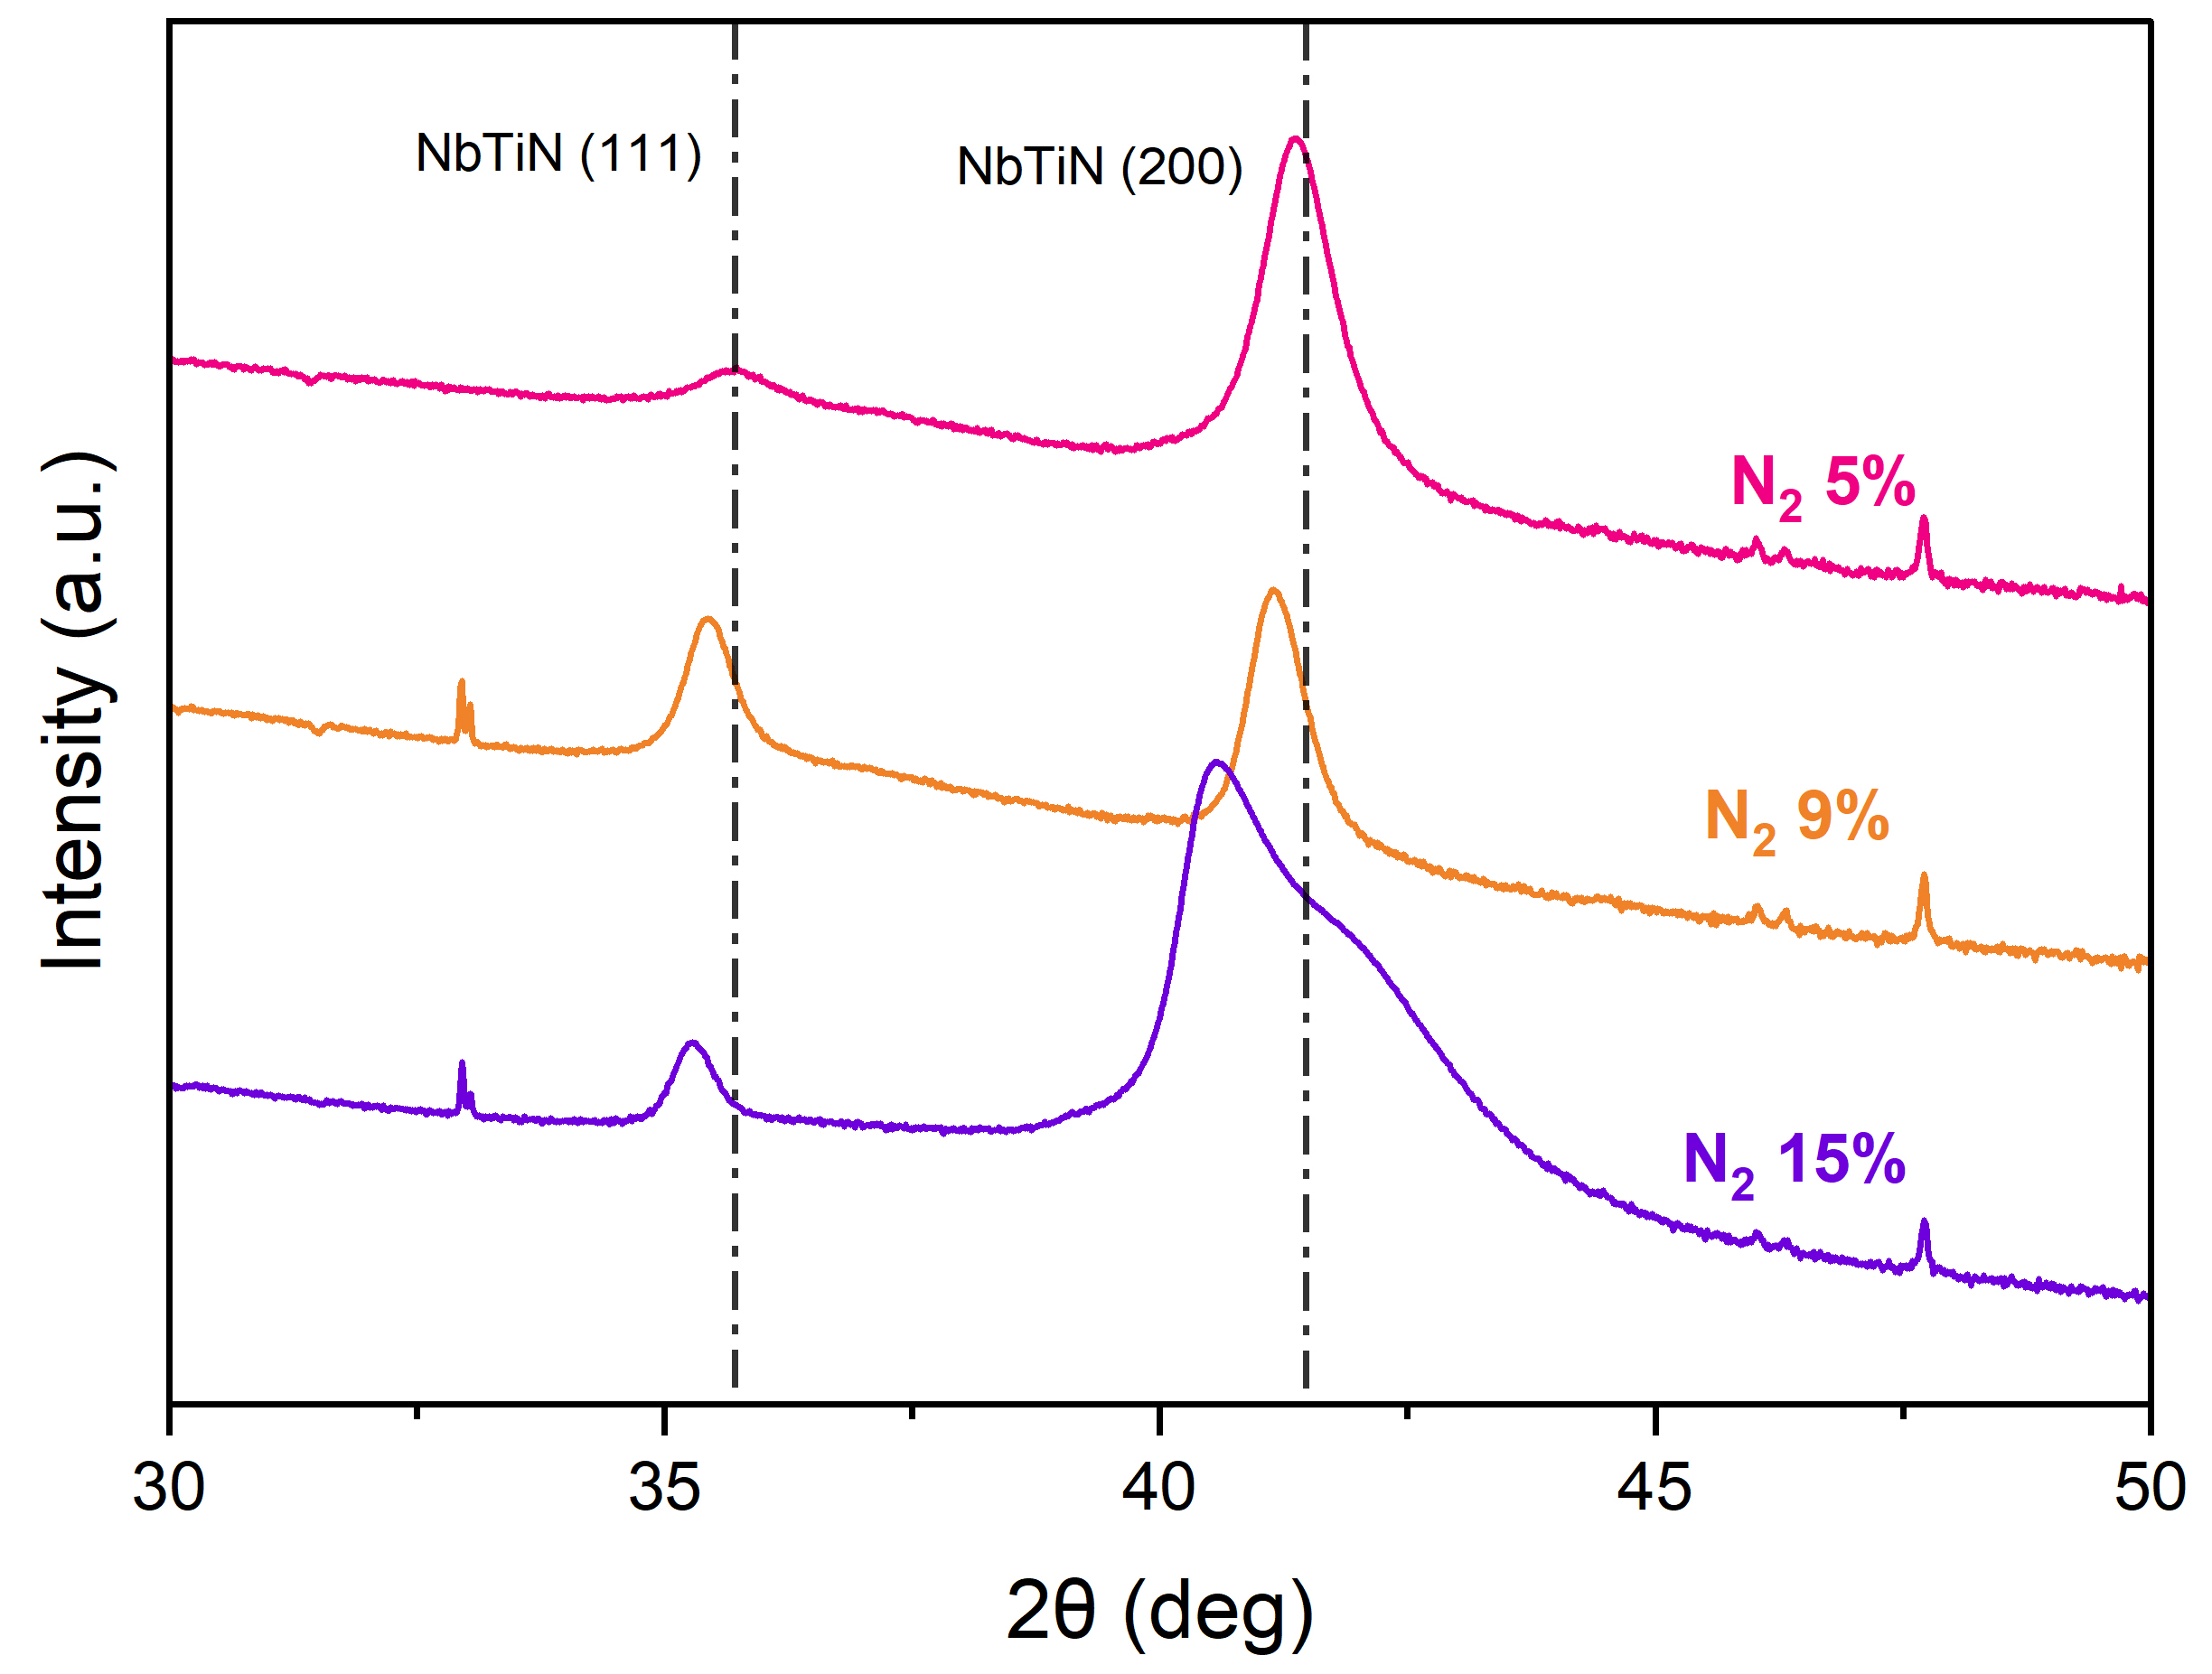 NbTiN (111)
NbTiN (200)
N₂ 5%
N₂ 9%
N₂ 15%
Intensity (a.u.)
30 35 40 45 50
2θ (deg)